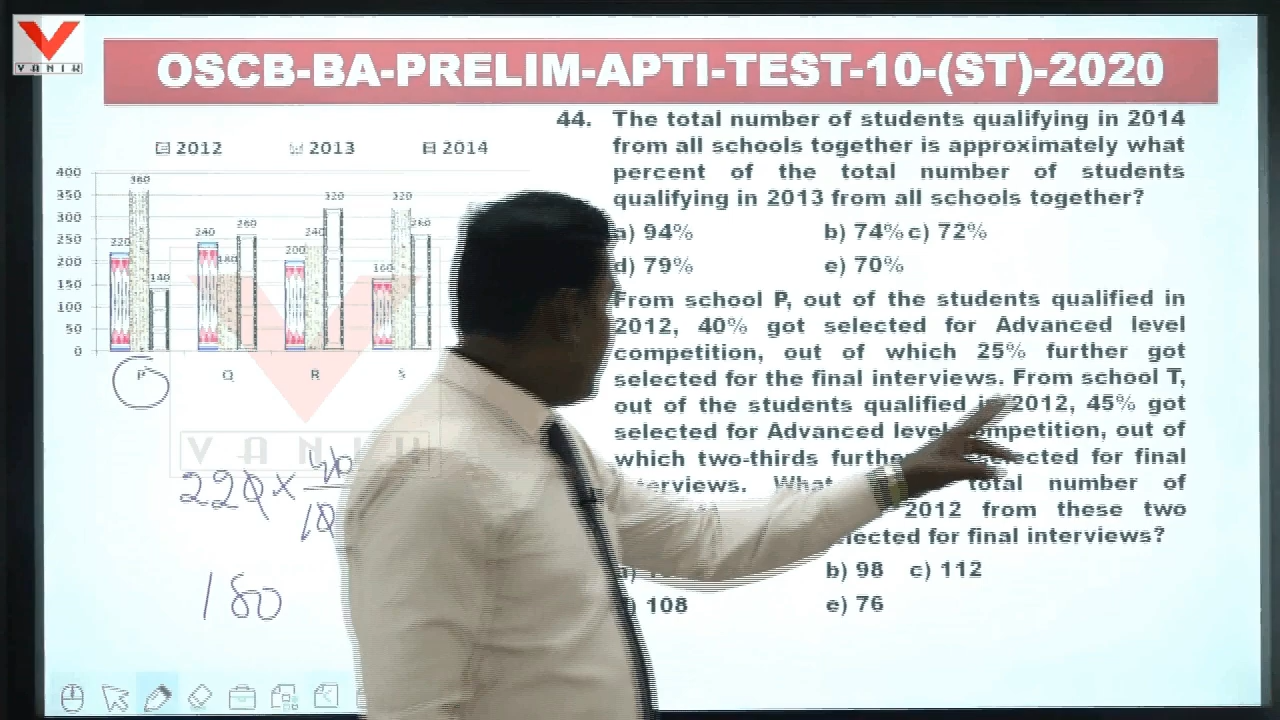 VANIK
OSCB-BA-PRELIM-APTI-TEST-10-(ST)-2020
2012 2013 2014
400
350
300
250
200
150
100
50
0
220 360 140
240 180 260
200 240 320
160 320 260
P Q R S
VANIK
220 × 40
10
180
44. The total number of students qualifying in 2014
from all schools together is approximately what
percent of the total number of students
qualifying in 2013 from all schools together?
a) 94% b) 74% c) 72%
d) 79% e) 70%
From school P, out of the students qualified in
2012, 40% got selected for Advanced level
competition, out of which 25% further got
selected for the final interviews. From school T,
out of the students qualified in 2012, 45% got
selected for Advanced level competition, out of
which two-thirds selected for final
interviews. What total number of
2012 from these two
selected for final interviews?
b) 98 c) 112
108 e) 76